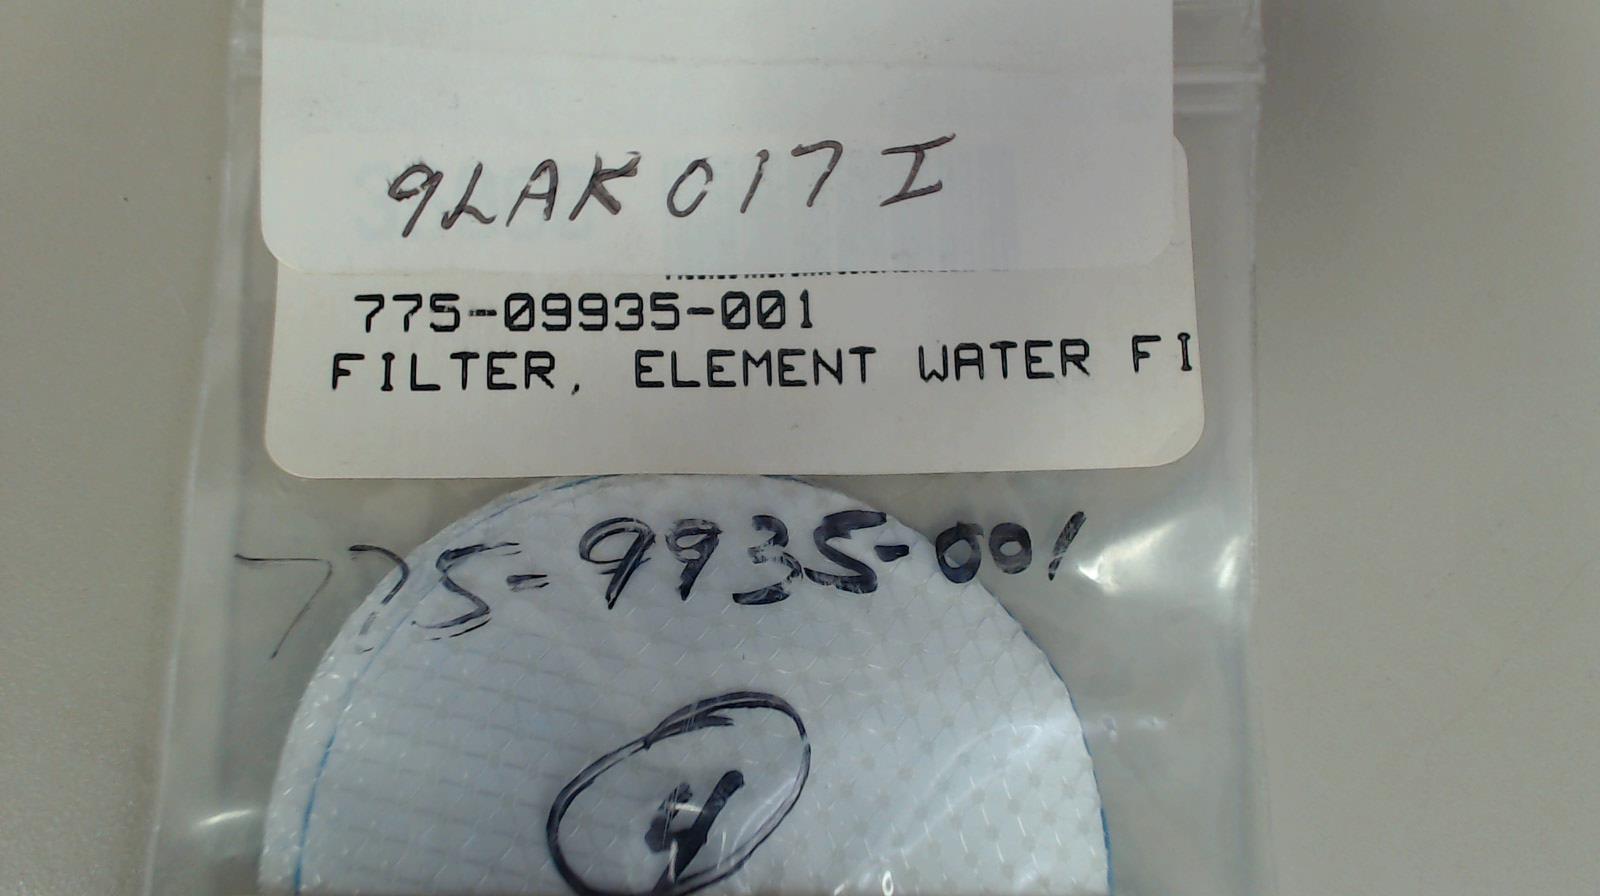 9LAK017I
775-09935-001
FILTER, ELEMENT WATER FI
775-9935-001
4